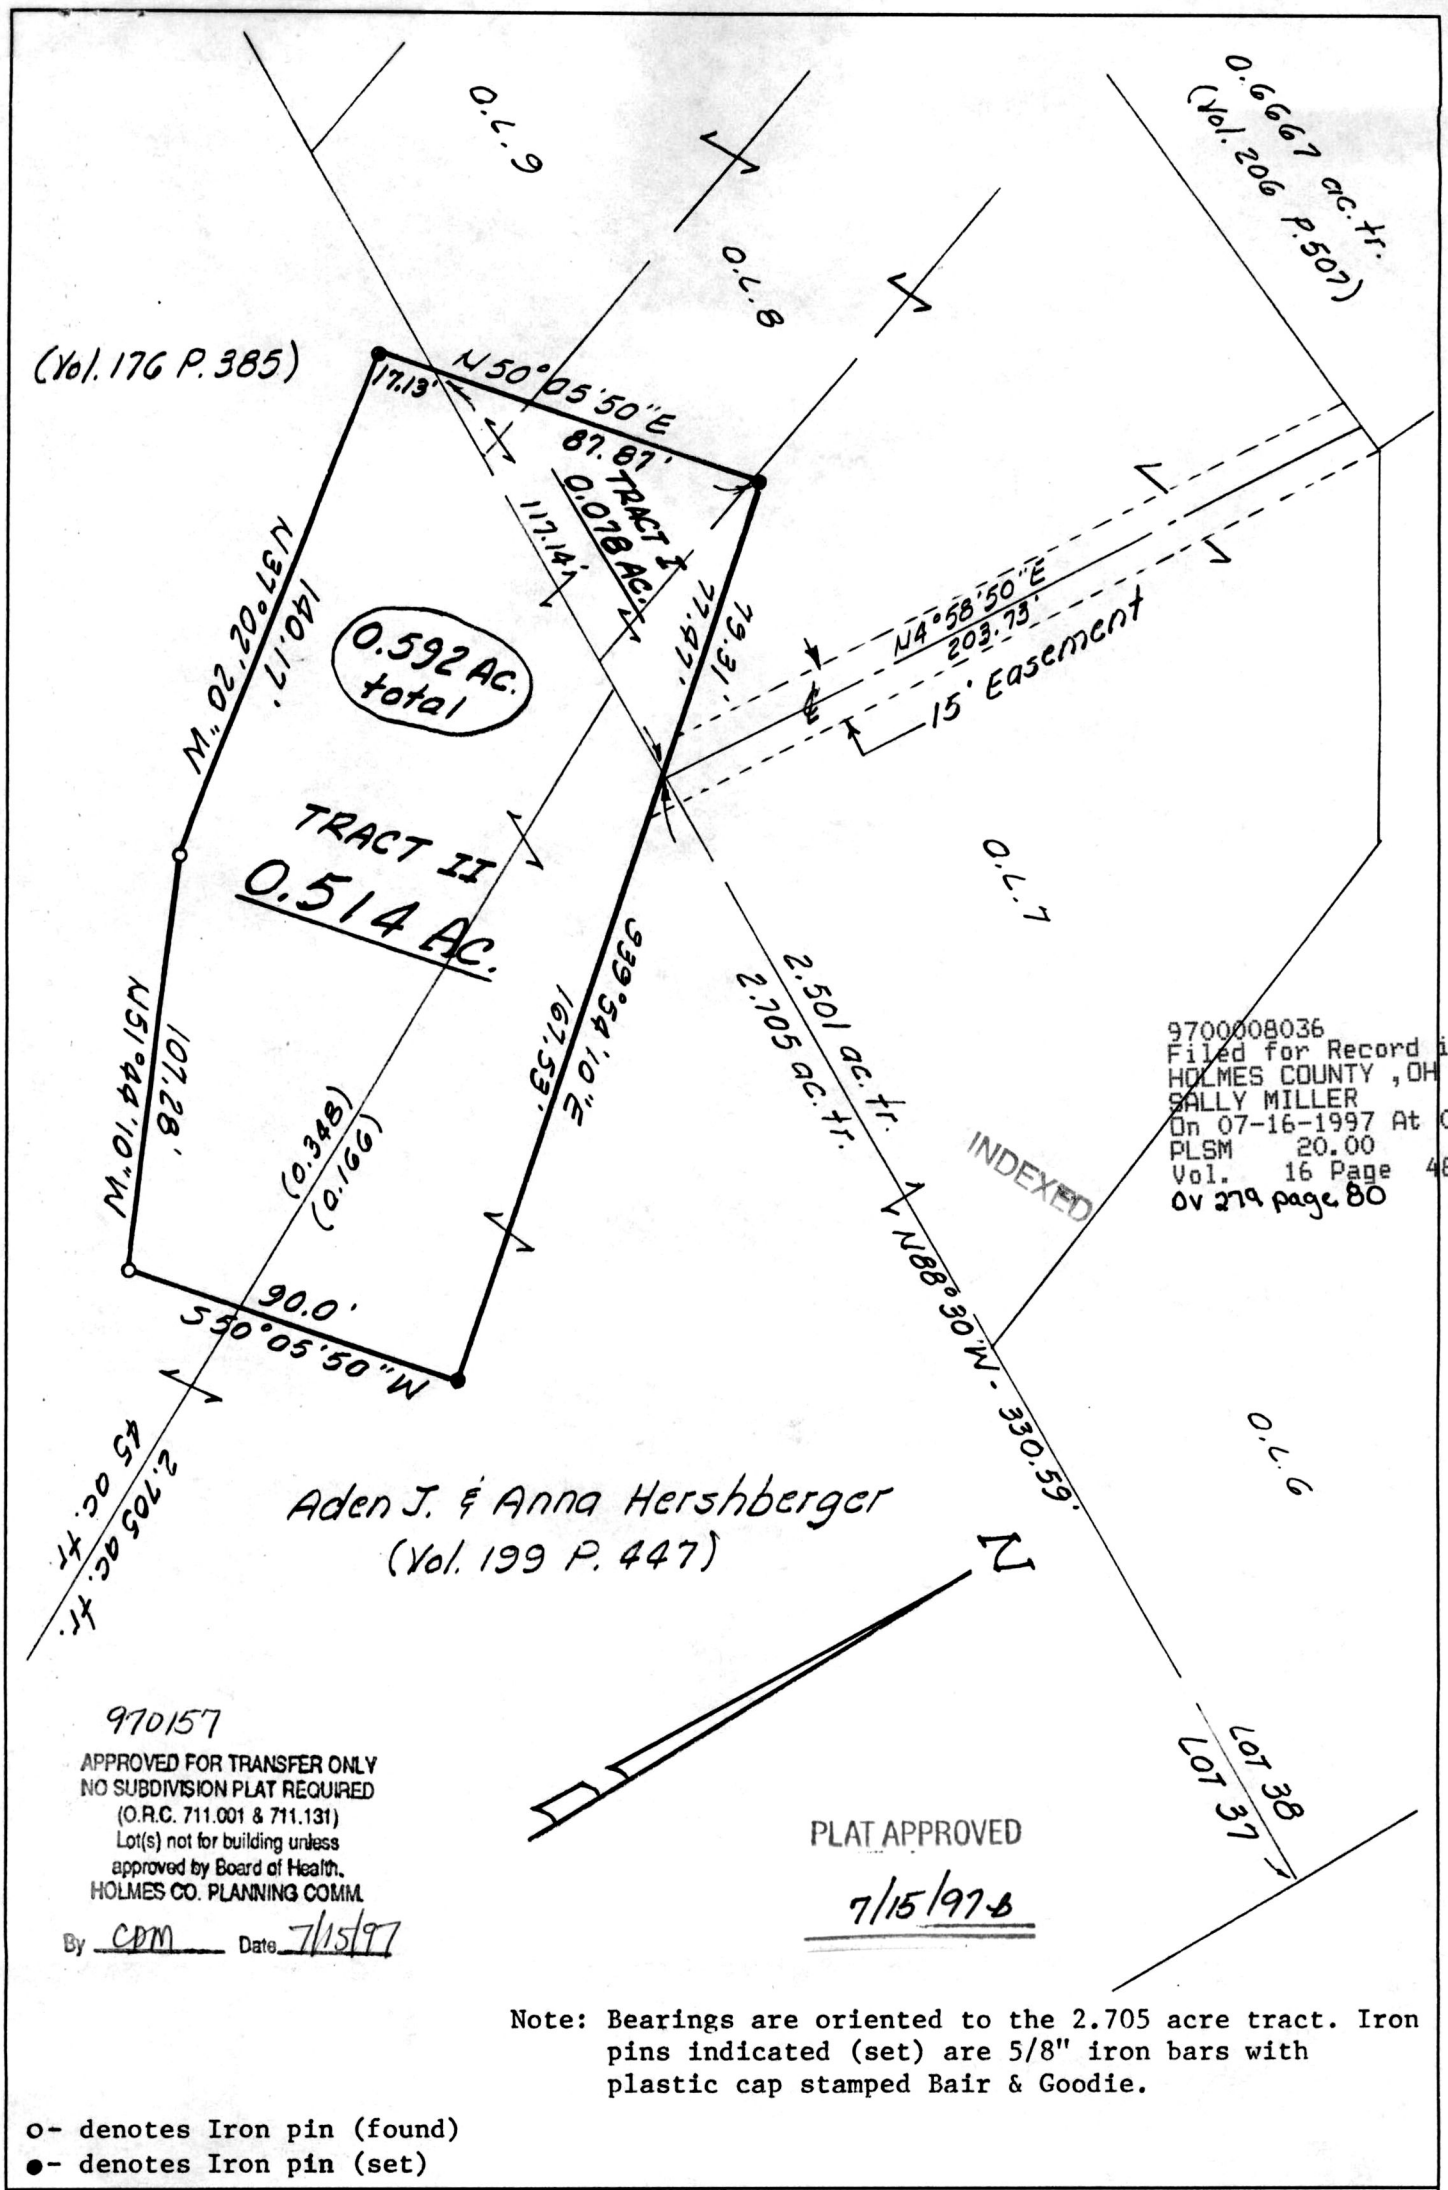 O.L. 9
O.L. 8
0.6667 ac. tr.
(Vol. 206 P. 507)
(Vol. 176 P. 385)
17.13'
N 50° 05' 50" E
87.87'
TRACT I
0.078 AC.
117.14'
N 37° 02' 20" W
140.17'
79.31'
77.47'
0.592 AC.
total
N 4° 58' 50" E
203.73'
15' Easement
TRACT II
0.514 AC.
O.L. 7
S39° 54' 10" E
167.53'
2.501 ac. tr.
2.705 ac. tr.
107.28'
N51° 44' 10" W
(0.348)
(0.166)
9700008036
Filed for Record i
HOLMES COUNTY , OH
SALLY MILLER
On 07-16-1997 At 0
PLSM 20.00
Vol. 16 Page 48
OV 279 page 80
INDEXED
90.0'
S 50° 05' 50" W
N88° 30' W - 330.59'
O.L. 6
2.705 ac. tr.
45 ac. tr.
Aden J. & Anna Hershberger
(Vol. 199 P. 447)
N
LOT 38
LOT 37
970157
APPROVED FOR TRANSFER ONLY
NO SUBDIVISION PLAT REQUIRED
(O.R.C. 711.001 & 711.131)
Lot(s) not for building unless
approved by Board of Health.
HOLMES CO. PLANNING COMM.
By CDM Date 7/15/97
PLAT APPROVED
7/15/97
Note: Bearings are oriented to the 2.705 acre tract. Iron
pins indicated (set) are 5/8" iron bars with
plastic cap stamped Bair & Goodie.
o- denotes Iron pin (found)
●- denotes Iron pin (set)